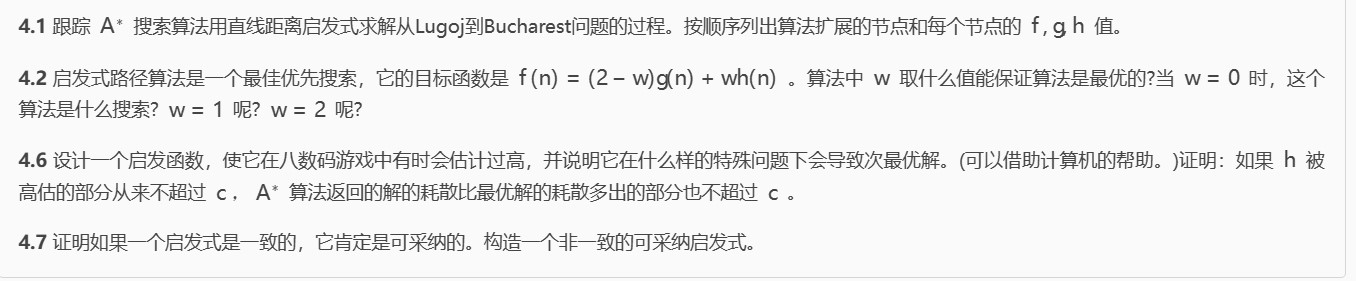 4.1 跟踪 A* 搜索算法用直线距离启发式求解从Lugoj到Bucharest问题的过程。按顺序列出算法扩展的节点和每个节点的 f, g, h 值。
4.2 启发式路径算法是一个最佳优先搜索，它的目标函数是 f (n) = (2 – w)g(n) + wh(n) 。算法中 w 取什么值能保证算法是最优的?当 w = 0 时，这个
算法是什么搜索? w = 1 呢? w = 2 呢?
4.6 设计一个启发函数，使它在八数码游戏中有时会估计过高，并说明它在什么样的特殊问题下会导致次最优解。(可以借助计算机的帮助。)证明：如果 h 被
高估的部分从来不超过 c ， A* 算法返回的解的耗散比最优解的耗散多出的部分也不超过 c 。
4.7 证明如果一个启发式是一致的，它肯定是可采纳的。构造一个非一致的可采纳启发式。